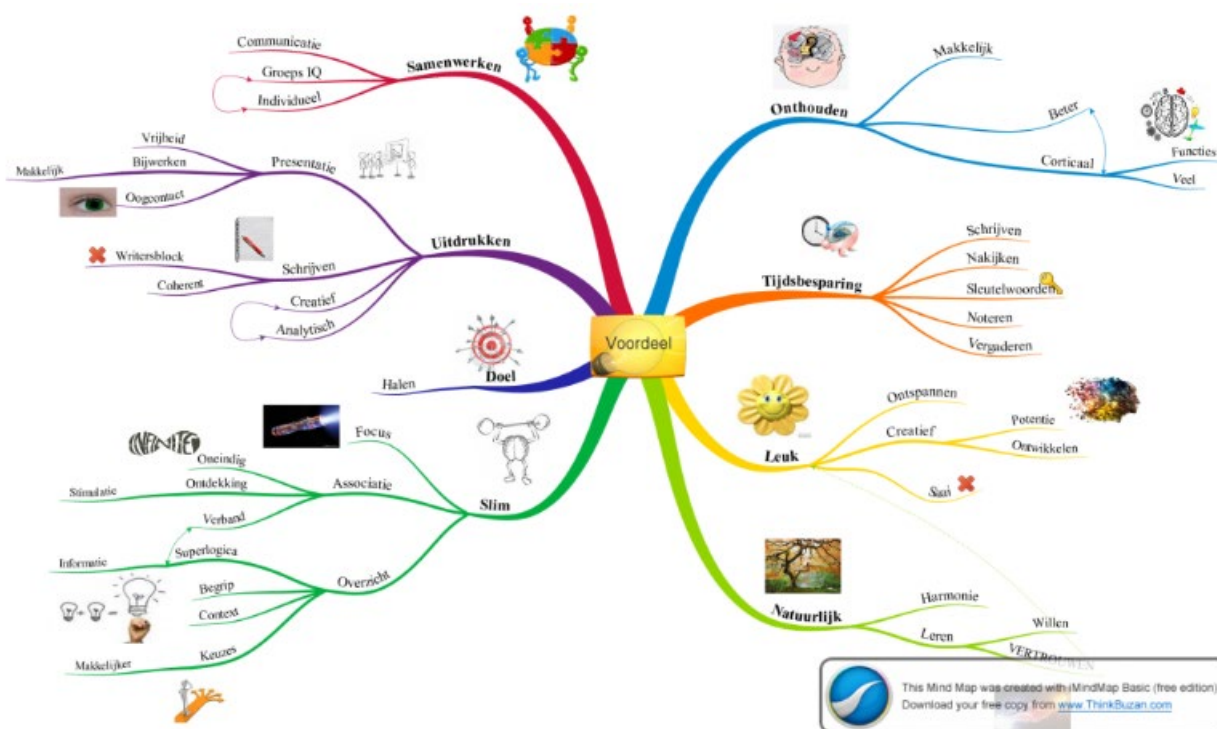 Voordeel
Onthouden
Makkelijk
Beter
Corticaal
Functies
Veel
Tijdsbesparing
Schrijven
Nakijken
Sleutelwoorden
Noteren
Vergaderen
Leuk
Ontspannen
Creatief
Potentie
Ontwikkelen
Saai
Natuurlijk
Harmonie
Leren
Willen
VERTROUWEN
Slim
Focus
Associatie
Oneindig
Ontdekking
Stimulatie
Verband
Overzicht
Superlogica
Informatie
Begrip
Context
Keuzes
Makkelijker
INFINITE
Doel
Halen
Uitdrukken
Presentatie
Vrijheid
Bijwerken
Makkelijk
Oogcontact
Schrijven
Writersblock
Coherent
Creatief
Analytisch
Samenwerken
Communicatie
Groeps IQ
Individueel
This Mind Map was created with iMindMap Basic (free edition)
Download your free copy from www.ThinkBuzan.com